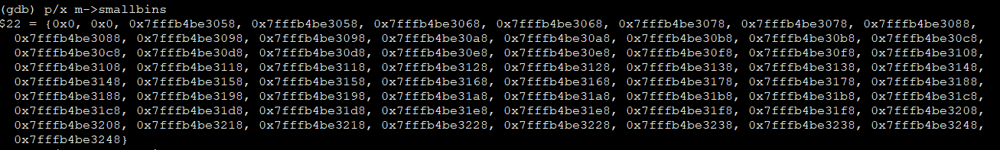 (gdb) p/x m->smallbins
$22 = {0x0, 0x0, 0x7fffb4be3058, 0x7fffb4be3058, 0x7fffb4be3068, 0x7fffb4be3068, 0x7fffb4be3078, 0x7fffb4be3078, 0x7fffb4be3088,
0x7fffb4be3088, 0x7fffb4be3098, 0x7fffb4be3098, 0x7fffb4be30a8, 0x7fffb4be30a8, 0x7fffb4be30b8, 0x7fffb4be30b8, 0x7fffb4be30c8,
0x7fffb4be30c8, 0x7fffb4be30d8, 0x7fffb4be30d8, 0x7fffb4be30e8, 0x7fffb4be30e8, 0x7fffb4be30f8, 0x7fffb4be30f8, 0x7fffb4be3108,
0x7fffb4be3108, 0x7fffb4be3118, 0x7fffb4be3118, 0x7fffb4be3128, 0x7fffb4be3128, 0x7fffb4be3138, 0x7fffb4be3138, 0x7fffb4be3148,
0x7fffb4be3148, 0x7fffb4be3158, 0x7fffb4be3158, 0x7fffb4be3168, 0x7fffb4be3168, 0x7fffb4be3178, 0x7fffb4be3178, 0x7fffb4be3188,
0x7fffb4be3188, 0x7fffb4be3198, 0x7fffb4be3198, 0x7fffb4be31a8, 0x7fffb4be31a8, 0x7fffb4be31b8, 0x7fffb4be31b8, 0x7fffb4be31c8,
0x7fffb4be31c8, 0x7fffb4be31d8, 0x7fffb4be31d8, 0x7fffb4be31e8, 0x7fffb4be31e8, 0x7fffb4be31f8, 0x7fffb4be31f8, 0x7fffb4be3208,
0x7fffb4be3208, 0x7fffb4be3218, 0x7fffb4be3218, 0x7fffb4be3228, 0x7fffb4be3228, 0x7fffb4be3238, 0x7fffb4be3238, 0x7fffb4be3248,
0x7fffb4be3248}